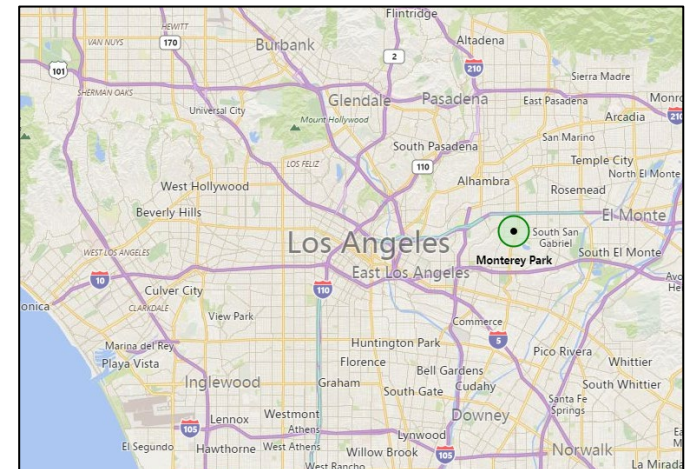 Flintridge
HEWITT
VAN NUYS
170
Burbank
2
Altadena
101
210
Sierra Madre
SHERMAN OAKS
Universal City
Glendale
Pasadena
East Pasadena
Monro
Mount Hollywood
Arcadia
210
South Pasadena
San Marino
LOS FELIZ
110
Temple City
North El Monte
West Hollywood
Alhambra
Rosemead
Beverly Hills
El Monte
Los Angeles
South San
Gabriel
WEST LOS ANGELES
Monterey Park
South El Monte
East Los Angeles
10
110
Avo
He
Culver City
onica
CLARKDALE
View Park
Commerce
5
Marina del Rey
Huntington Park
Pico Rivera
Playa Vista
Florence
Whittier
Bell Gardens
Inglewood
Graham
Cudahy
South Whittier
South Gate
Santa Fe
Springs
Westmont
Downey
Lennox
105
Athens
Lynwood
Ea
M
El Segundo
Hawthorne
West Athens
Willow Brook
105
Norwalk
West Rancho
La Mirada